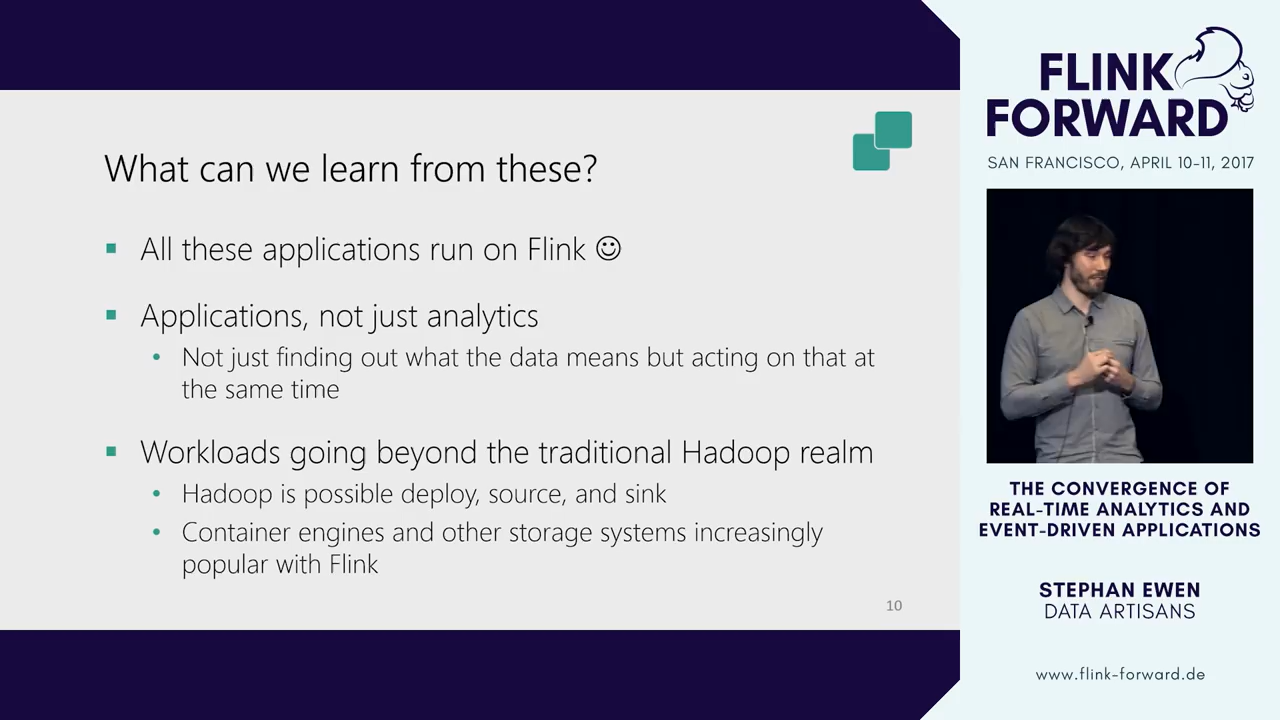 What can we learn from these?
All these applications run on Flink ☺
Applications, not just analytics
Not just finding out what the data means but acting on that at
the same time
Workloads going beyond the traditional Hadoop realm
Hadoop is possible deploy, source, and sink
Container engines and other storage systems increasingly
popular with Flink
10
FLINK
FORWARD
SAN FRANCISCO, APRIL 10-11, 2017
THE CONVERGENCE OF
REAL-TIME ANALYTICS AND
EVENT-DRIVEN APPLICATIONS
STEPHAN EWEN
DATA ARTISANS
www.flink-forward.de